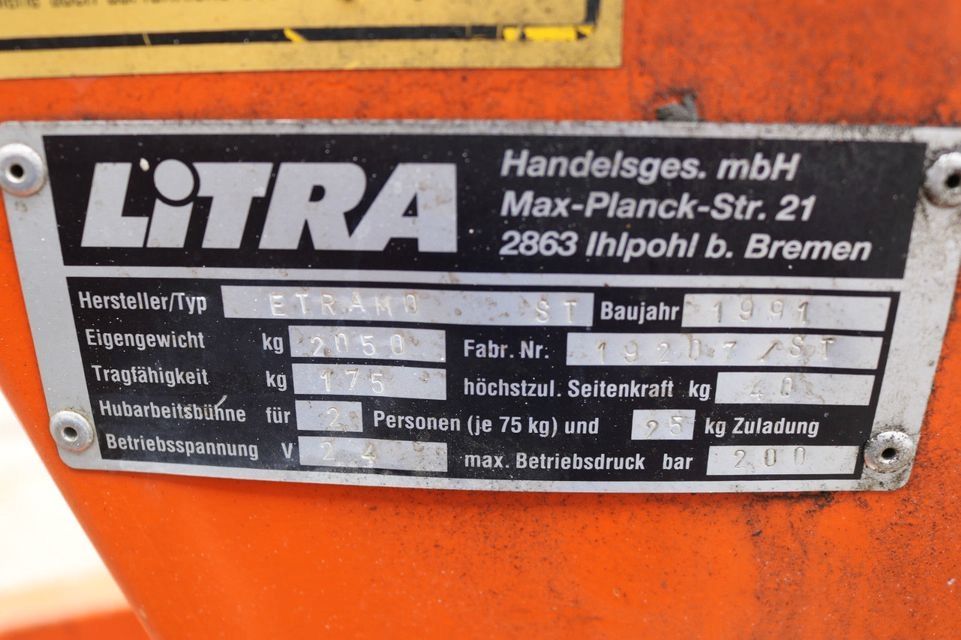 LiTRA
Handelsges. mbH
Max-Planck-Str. 21
2863 Ihlpohl b. Bremen
Hersteller/Typ ETRAMO ST Baujahr 1991
Eigengewicht kg 2050 Fabr. Nr: 19207/ST
Tragfähigkeit kg 175 höchstzul. Seitenkraft kg 40
Hubarbeitsbühne für 2 Personen (je 75 kg) und 25 kg Zuladung
Betriebsspannung V 24 max. Betriebsdruck bar 200